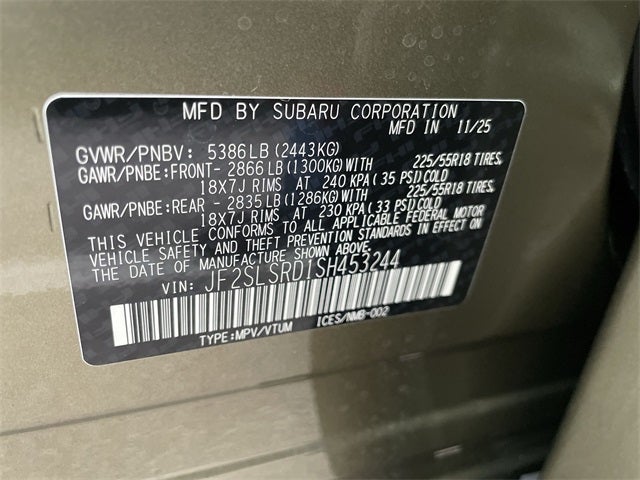 MFD BY SUBARU CORPORATION
MFD IN 11/25
GVWR/PNBV: 5386LB(2443KG)
GAWR/PNBE:FRONT- 2866 LB(1300KG)WITH 225/55R18 TIRES,
18X7J RIMS AT 240 KPA(35 PSI)COLD
GAWR/PNBE:REAR - 2835 LB(1286KG)WITH 225/55R18 TIRES,
18X7J RIMS AT 230 KPA(33 PSI)COLD
THIS VEHICLE CONFORMS TO ALL APPLICABLE FEDERAL MOTOR
VEHICLE SAFETY AND THEFT PREVENTION STANDARDS IN EFFECT ON
THE DATE OF MANUFACTURE SHOWN ABOVE.
VIN: JF2SLSRD1SH453244
TYPE:MPV/VTUM ICES/NMB-002